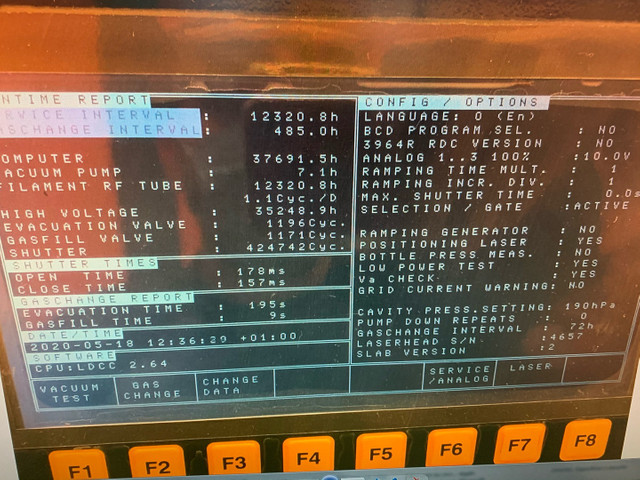 NTIME REPORT
RVICE INTERVAL : 12320.8h
ASCHANGE INTERVAL: 485.0h
OMPUTER : 37691.5h
ACUUM PUMP : 7.1h
FILAMENT RF TUBE : 12320.8h
1.1Cyc./D
HIGH VOLTAGE : 35248.9h
EVACUATION VALVE : 1196Cyc.
GASFILL VALVE : 1171Cyc.
SHUTTER : 424742Cyc.
SHUTTER TIMES
OPEN TIME : 178ms
CLOSE TIME : 157ms
GASCHANGE REPORT
EVACUATION TIME : 195s
GASFILL TIME : 9s
DATE/TIME
2020-05-18 12:36:29 +01:00
SOFTWARE
CPU:LDCC 2.64
CONFIG / OPTIONS
LANGUAGE: 0 (En)
BCD PROGRAM SEL. : NO
3964R RDC VERSION : NO
ANALOG 1..3 100% :10.0V
RAMPING TIME MULT. : 1
RAMPING INCR. DIV. : 1
MAX. SHUTTER TIME : 0.0s
SELECTION / GATE :ACTIVE
RAMPING GENERATOR : NO
POSITIONING LASER : YES
BOTTLE PRESS MEAS. : NO
LOW POWER TEST : YES
Va CHECK : YES
GRID CURRENT WARNING: NO
CAVITY PRESS.SETTING: 190hPa
PUMP DOWN REPEATS : 0
GASCHANGE INTERVAL : 72h
LASERHEAD S/N :4657
SLAB VERSION :2
VACUUM TEST
GAS CHANGE
CHANGE DATA
SERVICE /ANALOG
LASER
F1 F2 F3 F4 F5 F6 F7 F8